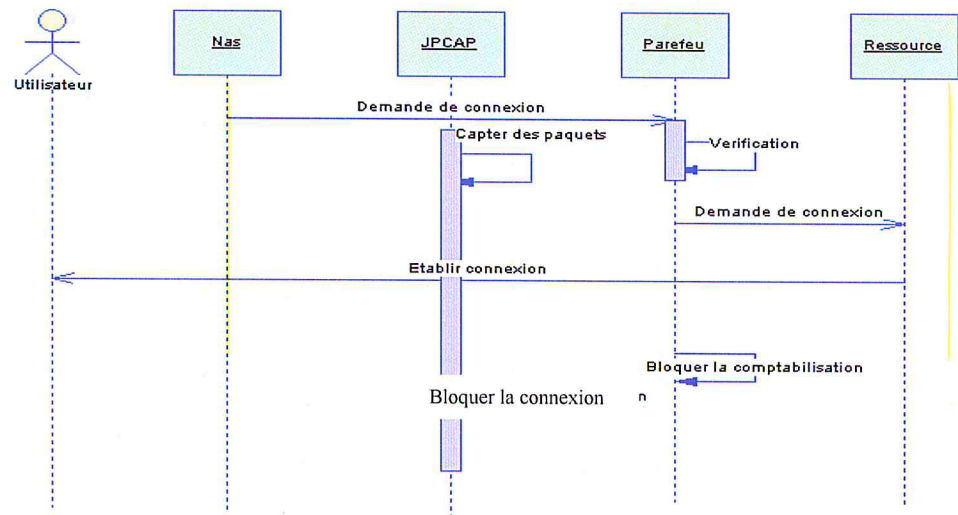 Utilisateur
Nas
JPCAP
Parefeu
Ressource
Demande de connexion
Capter des paquets
Verification
Demande de connexion
Etablir connexion
Bloquer la comptabilisation
Bloquer la connexion n